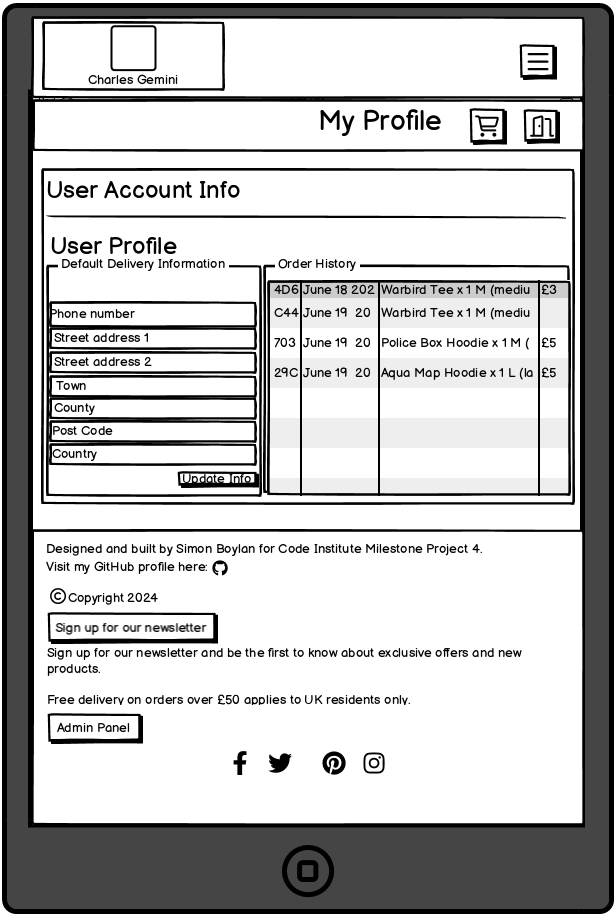 Charles Gemini
My Profile
User Account Info
User Profile
Default Delivery Information
Phone number
Street address 1
Street address 2
Town
County
Post Code
Country
Update Info
Order History
4D6 June 18 202 Warbird Tee x 1 M (mediu £3
C44 June 19 20 Warbird Tee x 1 M (mediu
703 June 19 20 Police Box Hoodie x 1 M ( £5
29C June 19 20 Aqua Map Hoodie x 1 L (la £5
Designed and built by Simon Boylan for Code Institute Milestone Project 4.
Visit my GitHub profile here:
© Copyright 2024
Sign up for our newsletter
Sign up for our newsletter and be the first to know about exclusive offers and new
products.
Free delivery on orders over £50 applies to UK residents only.
Admin Panel